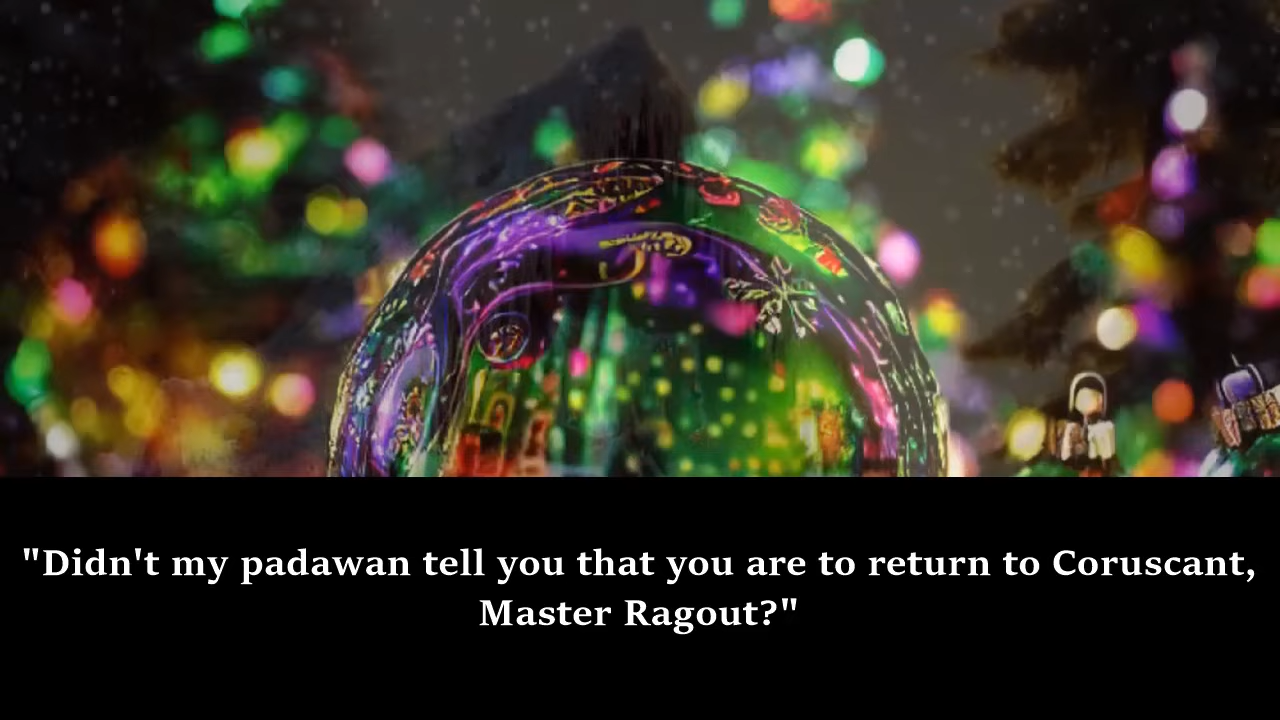 "Didn't my padawan tell you that you are to return to Coruscant,
Master Ragout?"